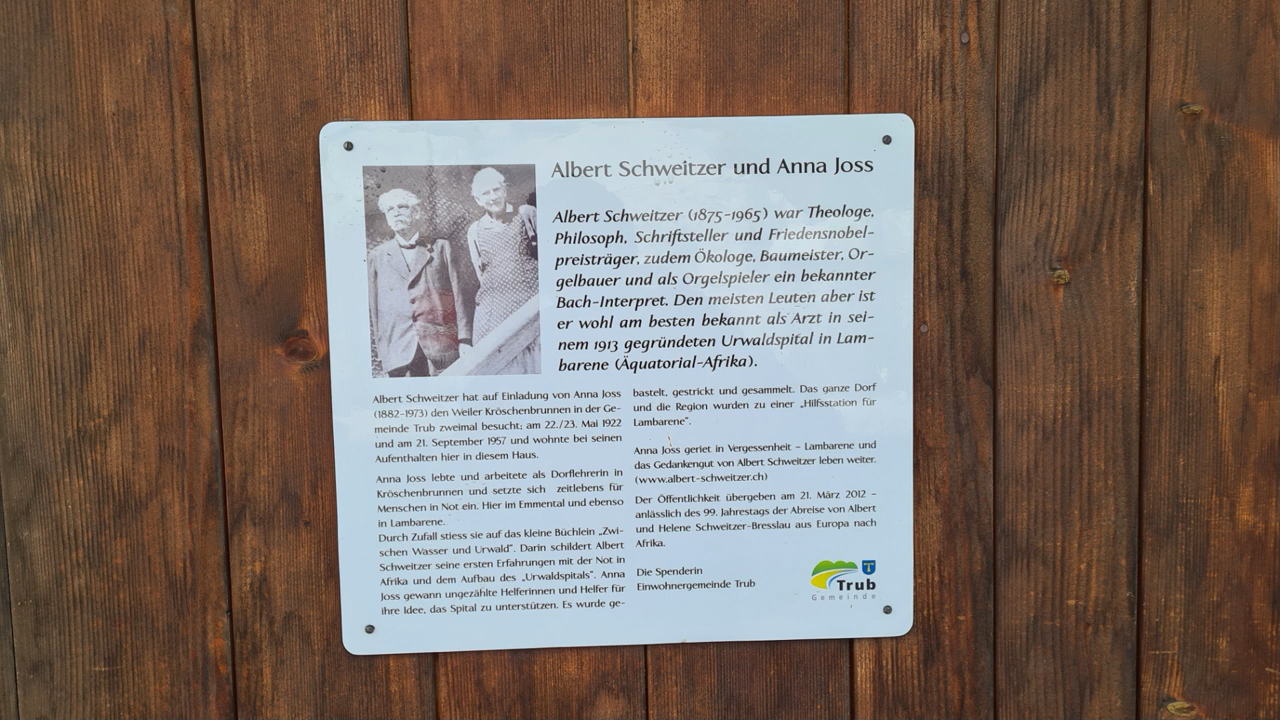 Albert Schweitzer und Anna Joss
Albert Schweitzer (1875-1965) war Theologe,
Philosoph, Schriftsteller und Friedensnobel-
preisträger, zudem Ökologe, Baumeister, Or-
gelbauer und als Orgelspieler ein bekannter
Bach-Interpret. Den meisten Leuten aber ist
er wohl am besten bekannt als Arzt in sei-
nem 1913 gegründeten Urwaldspital in Lam-
barene (Äquatorial-Afrika).
Albert Schweitzer hat auf Einladung von Anna Joss
(1882-1973) den Weiler Kröschenbrunnen in der Ge-
meinde Trub zweimal besucht; am 22./23. Mai 1922
und am 21. September 1957 und wohnte bei seinen
Aufenthalten hier in diesem Haus.
Anna Joss lebte und arbeitete als Dorflehrerin in
Kröschenbrunnen und setzte sich zeitlebens für
Menschen in Not ein. Hier im Emmental und ebenso
in Lambarene.
Durch Zufall stiess sie auf das kleine Büchlein „Zwi-
schen Wasser und Urwald". Darin schildert Albert
Schweitzer seine ersten Erfahrungen mit der Not in
Afrika und dem Aufbau des „Urwaldspitals". Anna
Joss gewann ungezählte Helferinnen und Helfer für
ihre Idee, das Spital zu unterstützen. Es wurde ge-
bastelt, gestrickt und gesammelt. Das ganze Dorf
und die Region wurden zu einer „Hilfsstation für
Lambarene".
Anna Joss geriet in Vergessenheit – Lambarene und
das Gedankengut von Albert Schweitzer leben weiter.
(www.albert-schweitzer.ch)
Der Öffentlichkeit übergeben am 21. März 2012 –
anlässlich des 99. Jahrestags der Abreise von Albert
und Helene Schweitzer-Bresslau aus Europa nach
Afrika.
Die Spenderin
Einwohnergemeinde Trub
Trub
Gemeinde